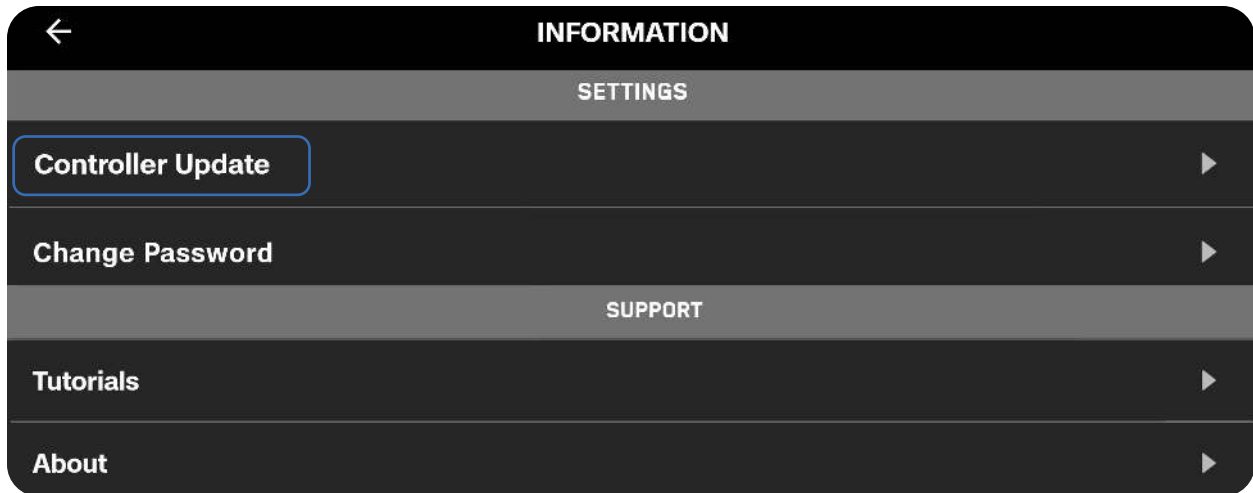 INFORMATION
SETTINGS
Controller Update
Change Password
SUPPORT
Tutorials
About